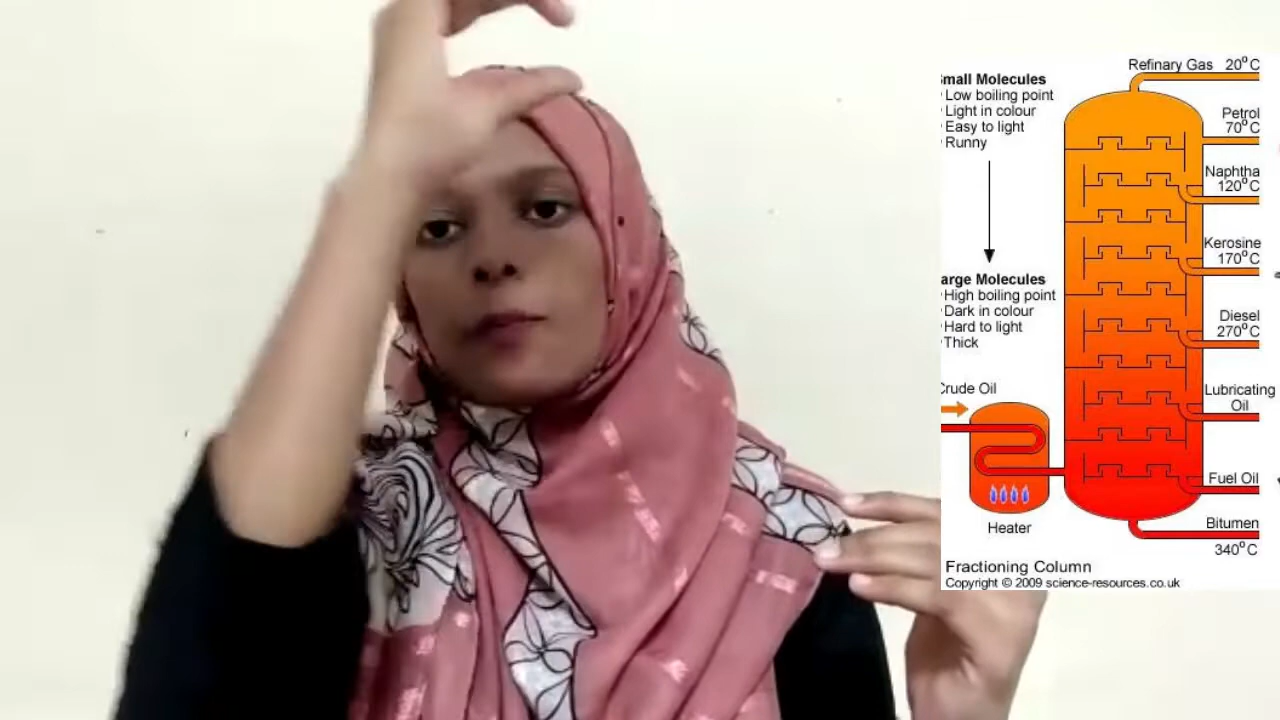 Refinary Gas 20°C
mall Molecules
Low boiling point
Light in colour
Easy to light
Runny
Petrol
70°C
Naphtha
120°C
Kerosine
170°C
arge Molecules
High boiling point
Dark in colour
Hard to light
Thick
Diesel
270°C
Crude Oil
Lubricating
Oil
Fuel Oil
Heater
Bitumen
340°C
Fractioning Column
Copyright © 2009 science-resources.co.uk